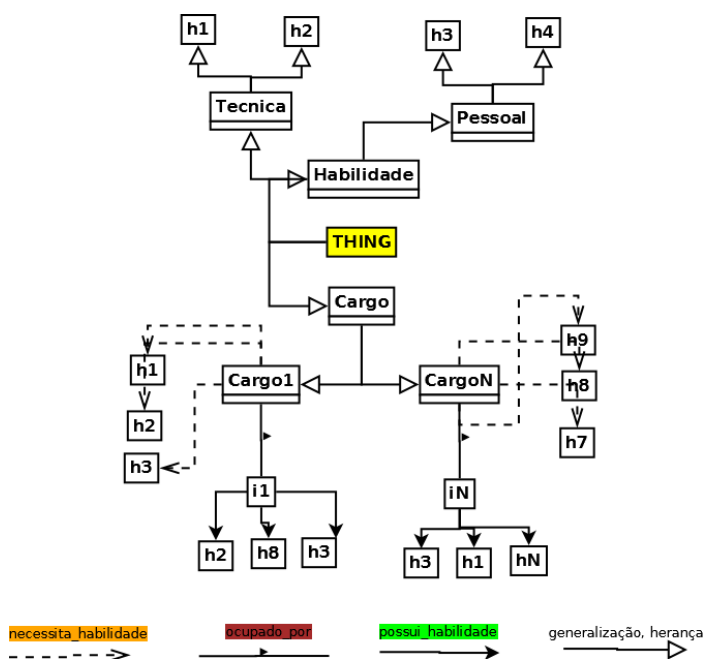 h1
h2
h3
h4
Tecnica
Pessoal
Habilidade
THING
Cargo
h9
h1
Cargo1
CargoN
h8
h2
h7
h3
i1
iN
h2
h8
h3
h3
h1
hN
necessita_habilidade
ocupado_por
possui_habilidade
generalização, herança